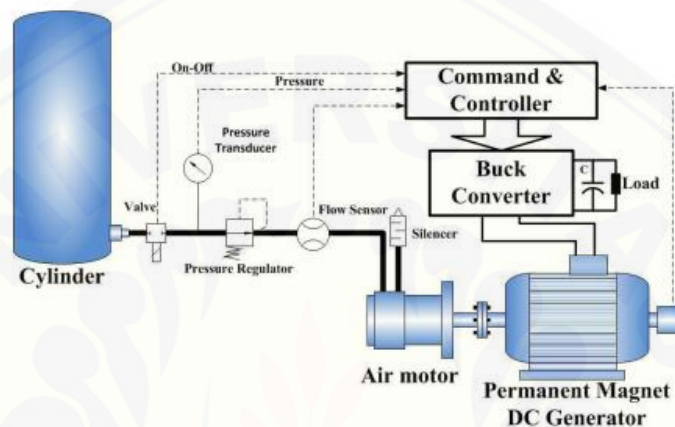 On-Off
Pressure
Command &
Controller
Pressure
Transducer
Buck
Converter
C
Load
Valve
Flow Sensor
Silencer
Cylinder
Pressure Regulator
Air motor
Permanent Magnet
DC Generator